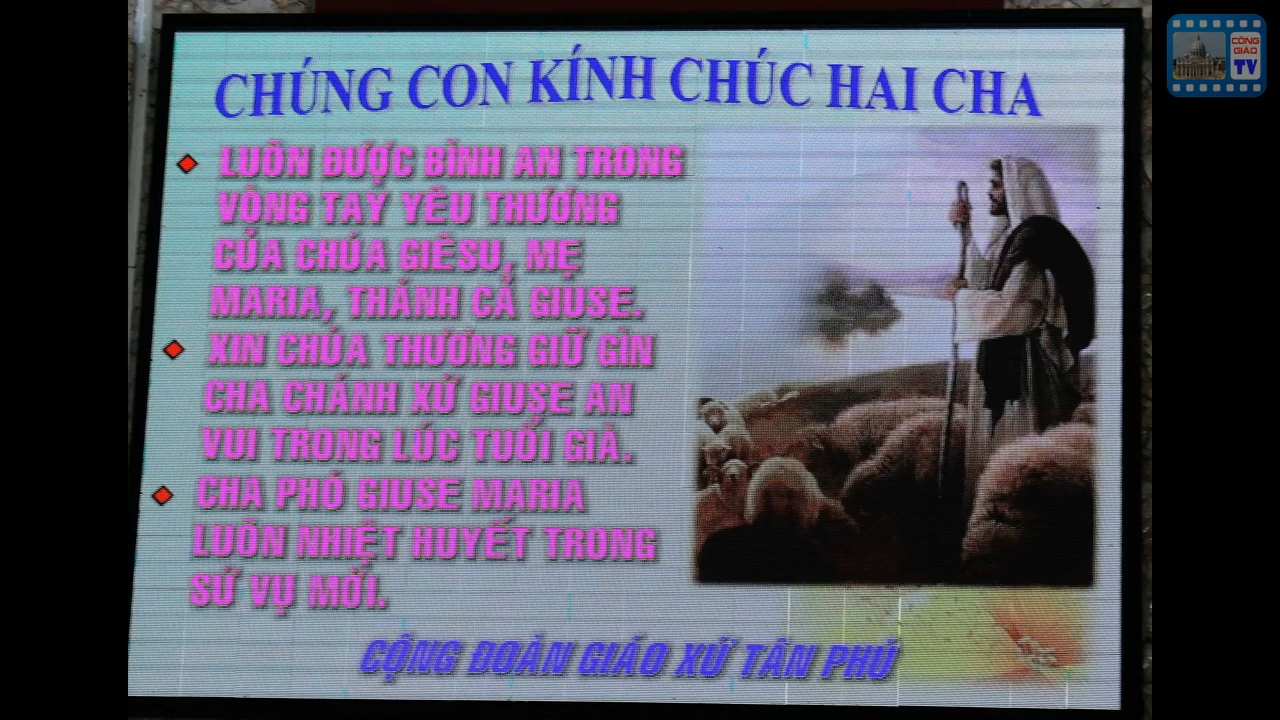 CÔNG
GIÁO
TV
CHÚNG CON KÍNH CHÚC HAI CHA
LUÔN ĐƯỢC BÌNH AN TRONG
VÒNG TAY YÊU THƯƠNG
CỦA CHÚA GIÊSU, MẸ
MARIA, THÁNH CẢ GIUSE.
XIN CHÚA THƯƠNG GIỮ GÌN
CHA CHÁNH XỨ GIUSE AN
VUI TRONG LÚC TUỔI GIÀ.
CHA PHÓ GIUSE MARIA
LUÔN NHIỆT HUYẾT TRONG
SỨ VỤ MỚI.
CỘNG ĐOÀN GIÁO XỨ TÂN PHÚ